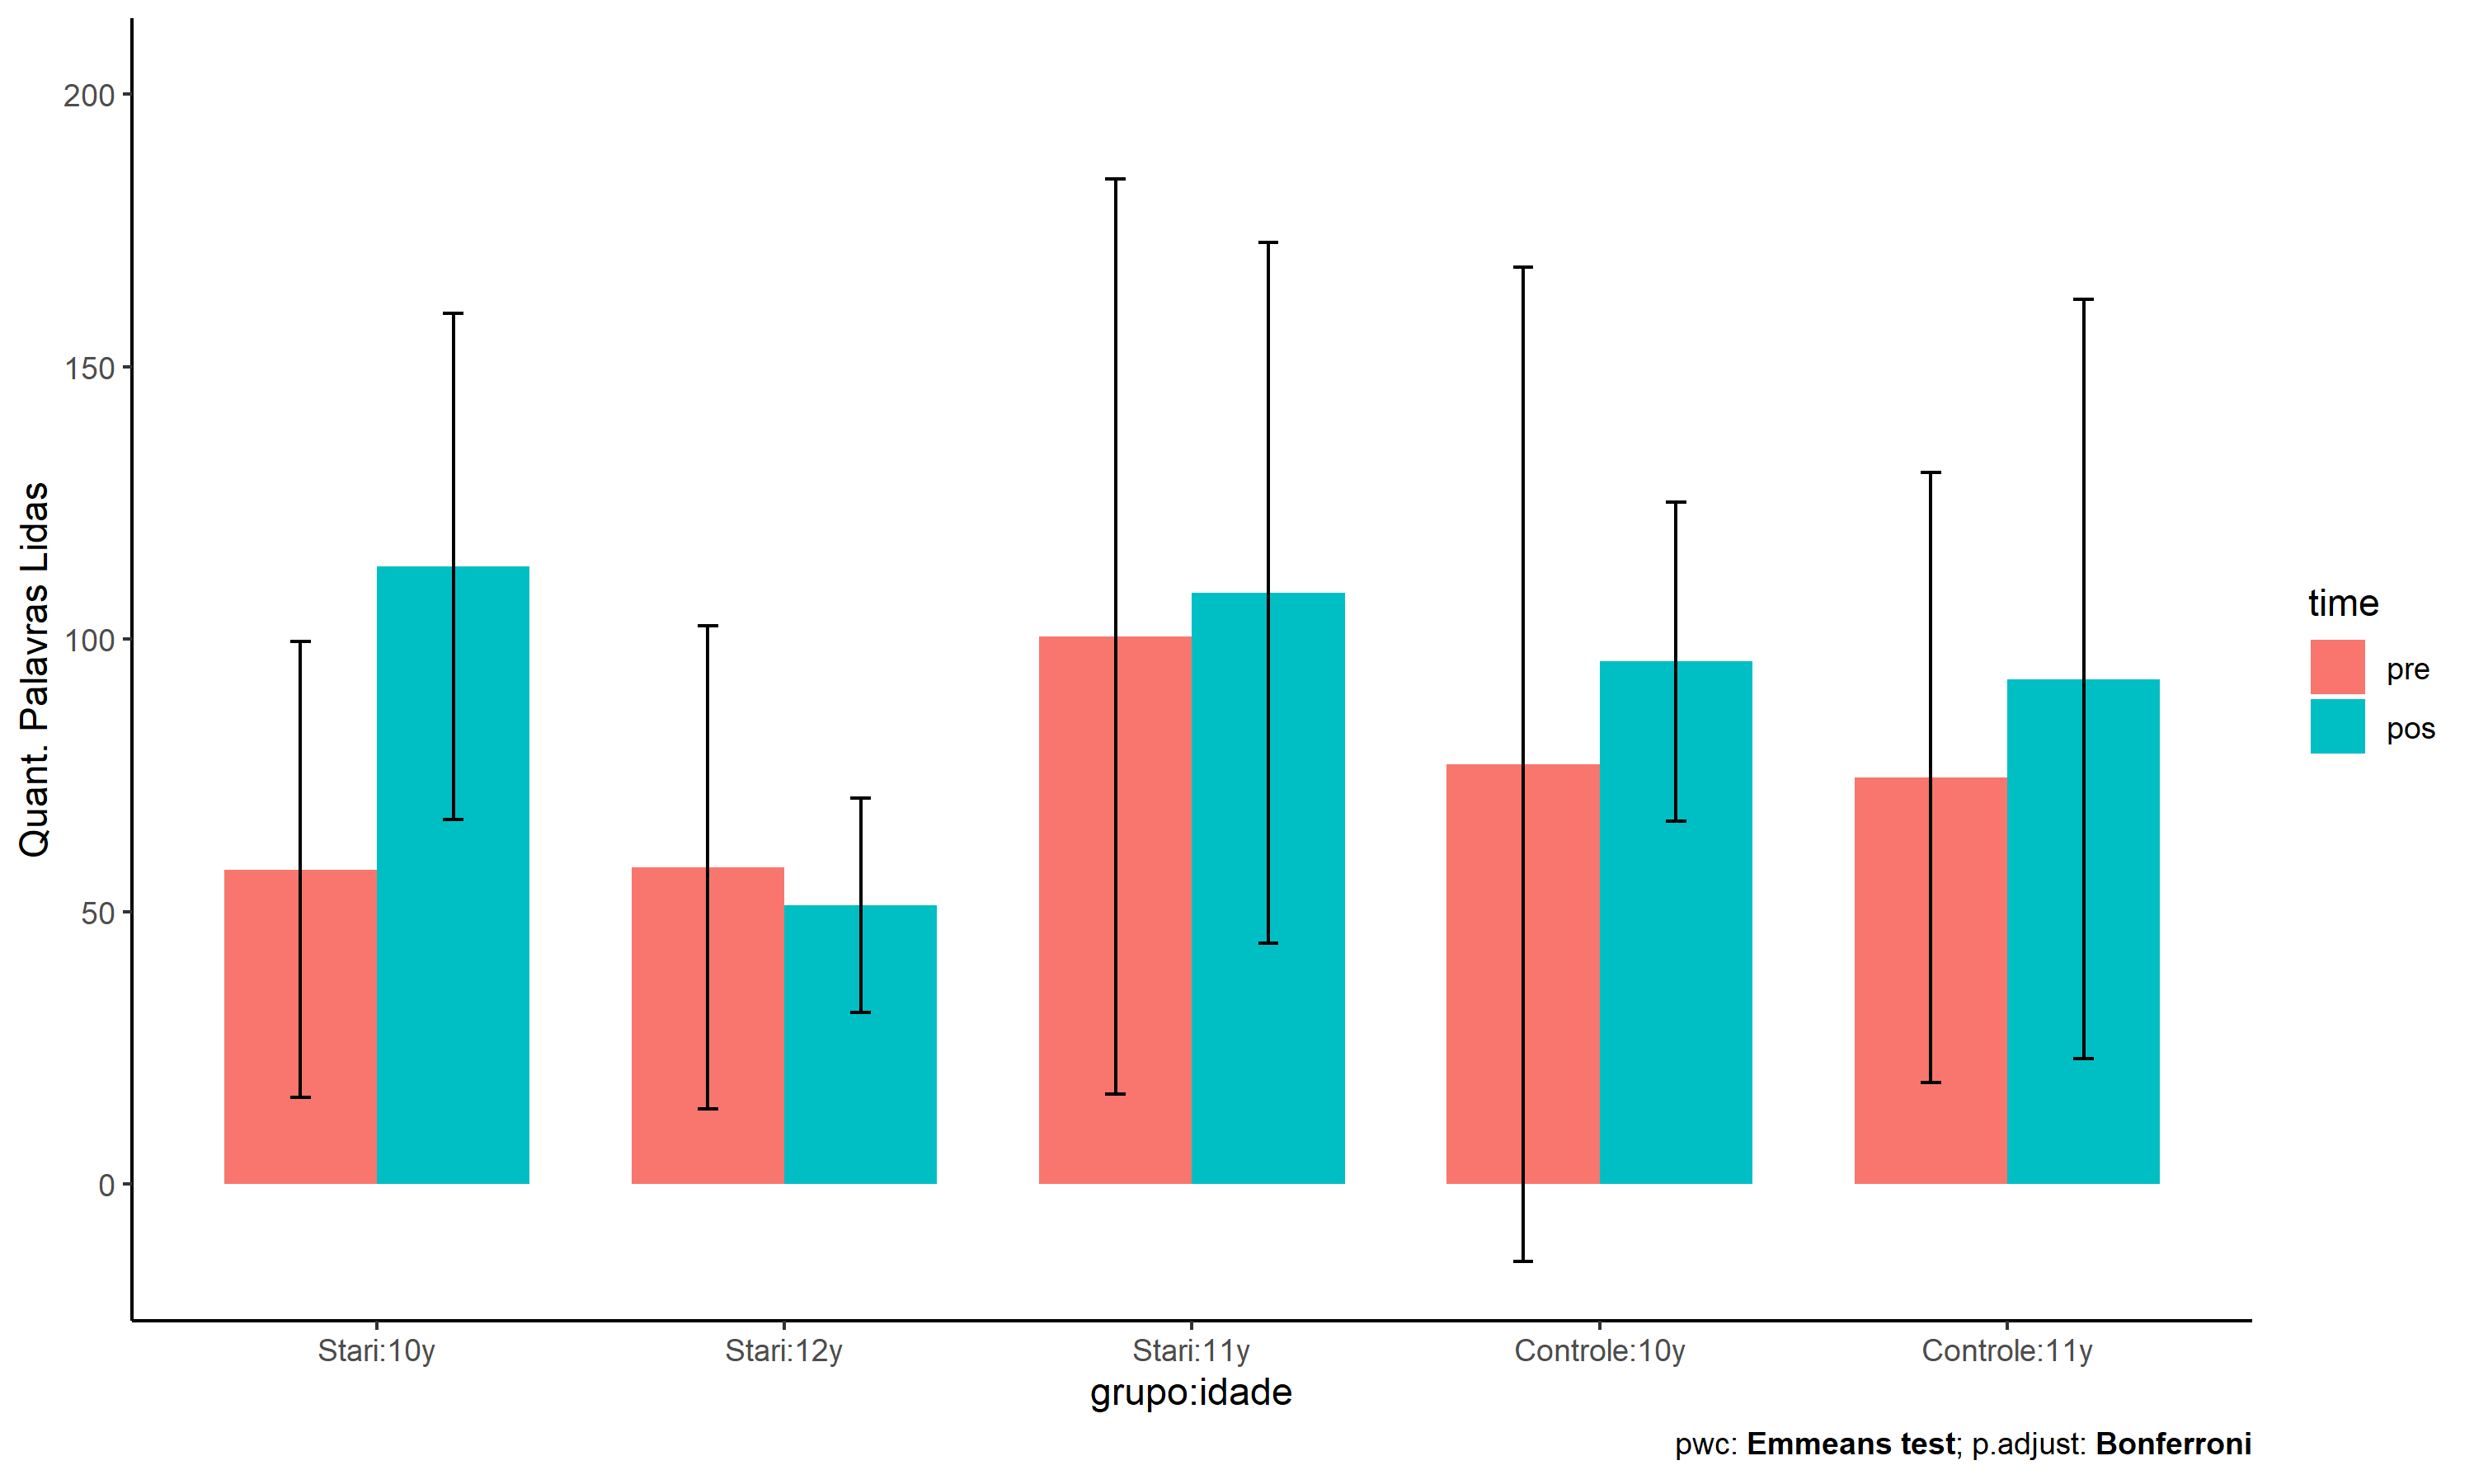 200
150
100
50
0
Quant. Palavras Lidas
Stari:10y
Stari:12y
Stari:11y
Controle:10y
Controle:11y
grupo:idade
time
pre
pos
pwc: Emmeans test; p.adjust: Bonferroni